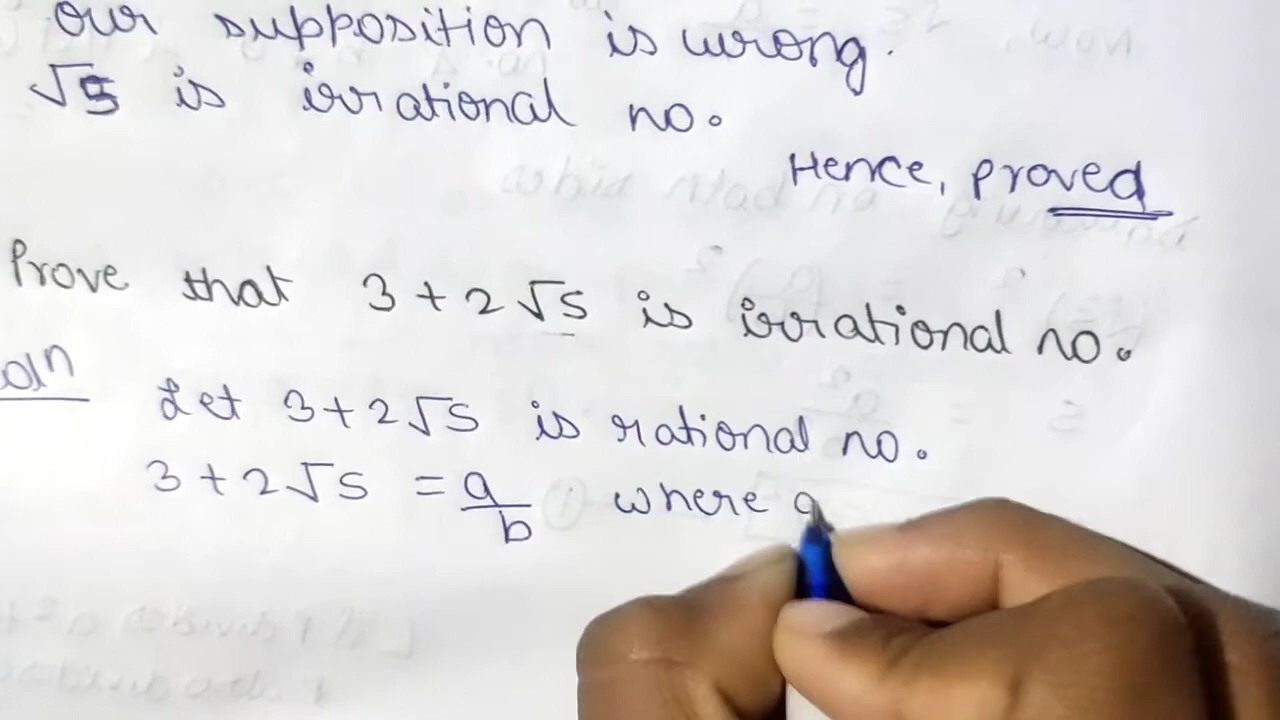 our supposition is wrong.
√5 is irrational no.
Hence, proved
Prove that 3 + 2√5 is irrational no.
Let 3+2√5 is rational no.
3+2√5 = a/b where a